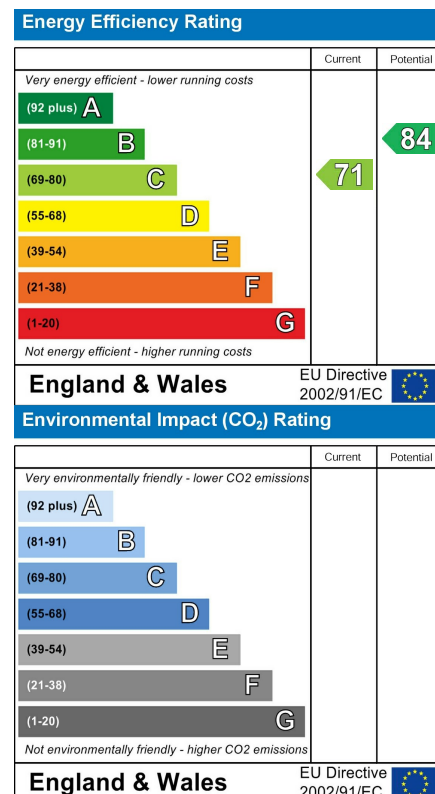 Energy Efficiency Rating
Current Potential
Very energy efficient - lower running costs
(92 plus) A
(81-91) B
84
(69-80) C
71
(55-68) D
(39-54) E
(21-38) F
(1-20) G
Not energy efficient - higher running costs
England & Wales
EU Directive
2002/91/EC
Environmental Impact (CO₂) Rating
Current Potential
Very environmentally friendly - lower CO2 emissions
(92 plus) A
(81-91) B
(69-80) C
(55-68) D
(39-54) E
(21-38) F
(1-20) G
Not environmentally friendly - higher CO2 emissions
England & Wales
EU Directive
2002/91/EC